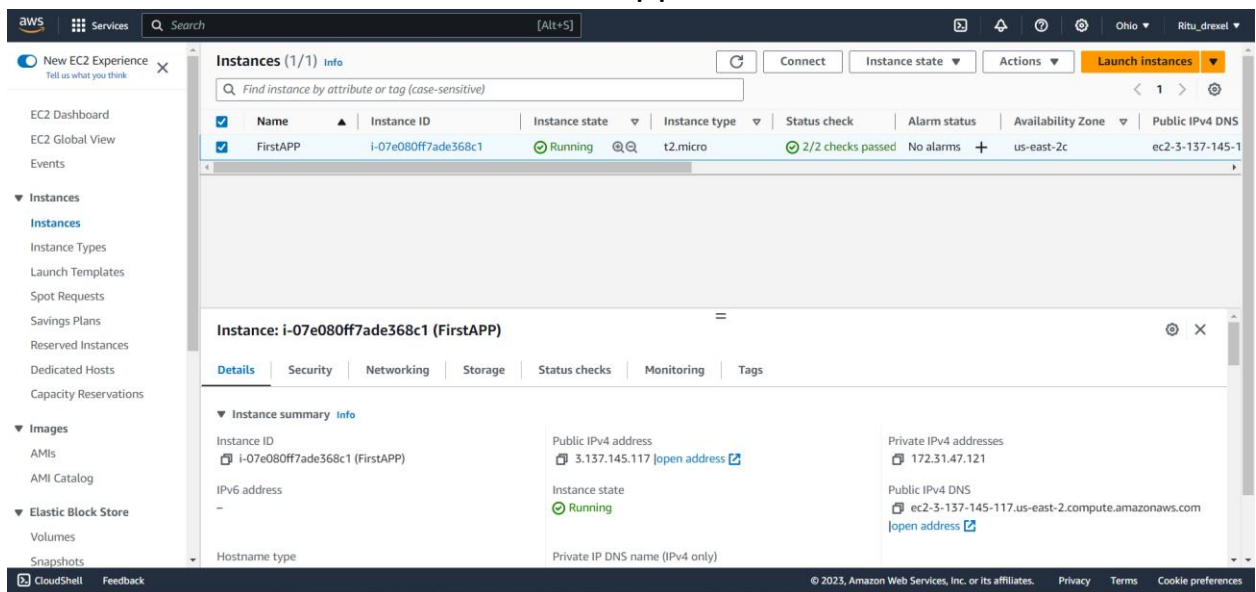 aws Services Search [Alt+S] Ohio ▼ Ritu_drexel ▼
New EC2 Experience
Tell us what you think
EC2 Dashboard
EC2 Global View
Events
Instances
Instances
Instance Types
Launch Templates
Spot Requests
Savings Plans
Reserved Instances
Dedicated Hosts
Capacity Reservations
Images
AMIs
AMI Catalog
Elastic Block Store
Volumes
Snapshots
Instances (1/1) Info Connect Instance state ▼ Actions ▼ Launch instances ▼
Find instance by attribute or tag (case-sensitive) < 1 >
Name ▲ Instance ID Instance state Instance type Status check Alarm status Availability Zone Public IPv4 DNS
FirstAPP i-07e080ff7ade368c1 Running t2.micro 2/2 checks passed No alarms + us-east-2c ec2-3-137-145-1
Instance: i-07e080ff7ade368c1 (FirstAPP)
Details Security Networking Storage Status checks Monitoring Tags
▼ Instance summary Info
Instance ID Public IPv4 address Private IPv4 addresses
i-07e080ff7ade368c1 (FirstAPP) 3.137.145.117 |open address 172.31.47.121
IPv6 address Instance state Public IPv4 DNS
– Running ec2-3-137-145-117.us-east-2.compute.amazonaws.com
|open address
Hostname type Private IP DNS name (IPv4 only)
CloudShell Feedback © 2023, Amazon Web Services, Inc. or its affiliates. Privacy Terms Cookie preferences